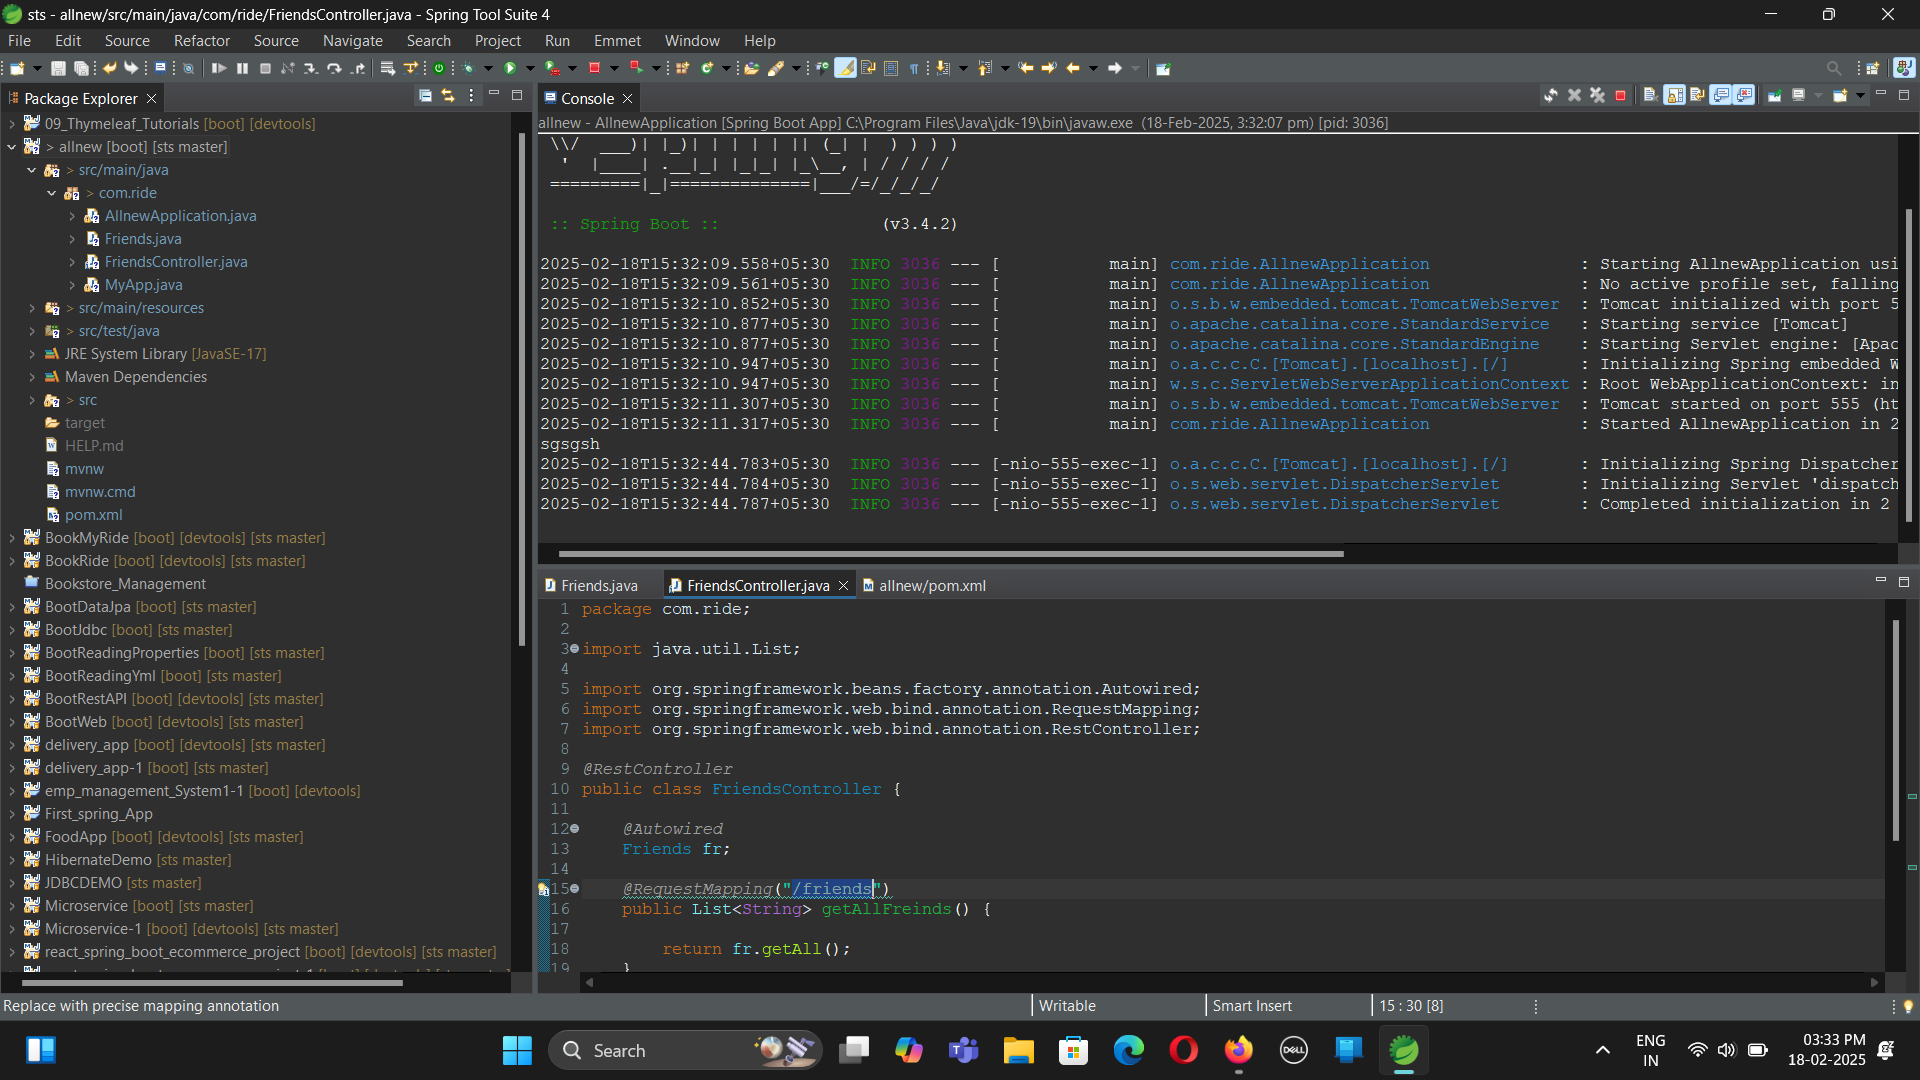 sts - allnew/src/main/java/com/ride/FriendsController.java - Spring Tool Suite 4
File Edit Source Refactor Source Navigate Search Project Run Emmet Window Help
Package Explorer
09_Thymeleaf_Tutorials [boot] [devtools]
> allnew [boot] [sts master]
> src/main/java
> com.ride
AllnewApplication.java
Friends.java
FriendsController.java
MyApp.java
> src/main/resources
> src/test/java
JRE System Library [JavaSE-17]
Maven Dependencies
> src
target
HELP.md
mvnw
mvnw.cmd
pom.xml
BookMyRide [boot] [devtools] [sts master]
BookRide [boot] [devtools] [sts master]
Bookstore_Management
BootDataJpa [boot] [sts master]
BootJdbc [boot] [sts master]
BootReadingProperties [boot] [sts master]
BootReadingYml [boot] [sts master]
BootRestAPI [boot] [devtools] [sts master]
BootWeb [boot] [devtools] [sts master]
delivery_app [boot] [devtools] [sts master]
delivery_app-1 [boot] [sts master]
emp_management_System1-1 [boot] [devtools]
First_spring_App
FoodApp [boot] [devtools] [sts master]
HibernateDemo [sts master]
JDBCDEMO [sts master]
Microservice [boot] [sts master]
Microservice-1 [boot] [devtools] [sts master]
react_spring_boot_ecommerce_project [boot] [devtools] [sts master]
Console
allnew - AllnewApplication [Spring Boot App] C:\Program Files\Java\jdk-19\bin\javaw.exe (18-Feb-2025, 3:32:07 pm) [pid: 3036]
 \\/  ___)| |_)| | | | | || (_| |  ) ) ) )
  '  |____| .__|_| |_|_| |_\__, | / / / /
 =========|_|==============|___/=/_/_/_/
:: Spring Boot :: (v3.4.2)
2025-02-18T15:32:09.558+05:30 INFO 3036 --- [ main] com.ride.AllnewApplication : Starting AllnewApplication usi
2025-02-18T15:32:09.561+05:30 INFO 3036 --- [ main] com.ride.AllnewApplication : No active profile set, falling
2025-02-18T15:32:10.852+05:30 INFO 3036 --- [ main] o.s.b.w.embedded.tomcat.TomcatWebServer : Tomcat initialized with port 5
2025-02-18T15:32:10.877+05:30 INFO 3036 --- [ main] o.apache.catalina.core.StandardService : Starting service [Tomcat]
2025-02-18T15:32:10.877+05:30 INFO 3036 --- [ main] o.apache.catalina.core.StandardEngine : Starting Servlet engine: [Apac
2025-02-18T15:32:10.947+05:30 INFO 3036 --- [ main] o.a.c.c.C.[Tomcat].[localhost].[/] : Initializing Spring embedded W
2025-02-18T15:32:10.947+05:30 INFO 3036 --- [ main] w.s.c.ServletWebServerApplicationContext : Root WebApplicationContext: in
2025-02-18T15:32:11.307+05:30 INFO 3036 --- [ main] o.s.b.w.embedded.tomcat.TomcatWebServer : Tomcat started on port 555 (ht
2025-02-18T15:32:11.317+05:30 INFO 3036 --- [ main] com.ride.AllnewApplication : Started AllnewApplication in 2
sgsgsh
2025-02-18T15:32:44.783+05:30 INFO 3036 --- [-nio-555-exec-1] o.a.c.c.C.[Tomcat].[localhost].[/] : Initializing Spring Dispatcher
2025-02-18T15:32:44.784+05:30 INFO 3036 --- [-nio-555-exec-1] o.s.web.servlet.DispatcherServlet : Initializing Servlet 'dispatch
2025-02-18T15:32:44.787+05:30 INFO 3036 --- [-nio-555-exec-1] o.s.web.servlet.DispatcherServlet : Completed initialization in 2
Friends.java FriendsController.java allnew/pom.xml
1 package com.ride;
2
3 import java.util.List;
4
5 import org.springframework.beans.factory.annotation.Autowired;
6 import org.springframework.web.bind.annotation.RequestMapping;
7 import org.springframework.web.bind.annotation.RestController;
8
9 @RestController
10 public class FriendsController {
11
12 @Autowired
13 Friends fr;
14
15 @RequestMapping("/friends")
16 public List<String> getAllFreinds() {
17
18 return fr.getAll();
19 }
Replace with precise mapping annotation
Writable
Smart Insert
15 : 30 [8]
Search
DELL
ENG
IN
03:33 PM
18-02-2025